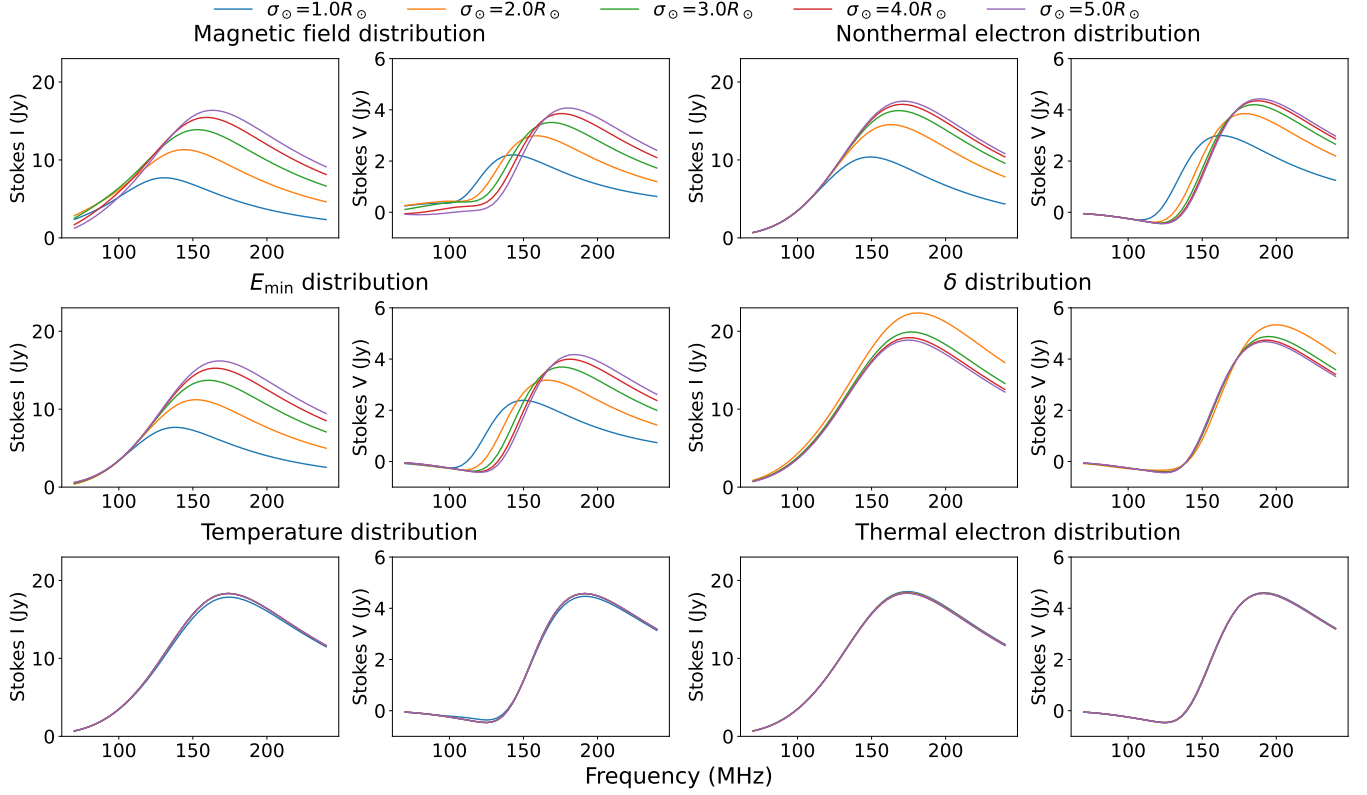 σ⊙=1.0R⊙ σ⊙=2.0R⊙ σ⊙=3.0R⊙ σ⊙=4.0R⊙ σ⊙=5.0R⊙
Magnetic field distribution
Nonthermal electron distribution
Stokes I (Jy)
20
10
0
100 150 200
Stokes V (Jy)
6
4
2
0
100 150 200
Stokes I (Jy)
20
10
0
100 150 200
Stokes V (Jy)
6
4
2
0
100 150 200
E_min distribution
δ distribution
Stokes I (Jy)
20
10
0
100 150 200
Stokes V (Jy)
6
4
2
0
100 150 200
Stokes I (Jy)
20
10
0
100 150 200
Stokes V (Jy)
6
4
2
0
100 150 200
Temperature distribution
Thermal electron distribution
Stokes I (Jy)
20
10
0
100 150 200
Stokes V (Jy)
6
4
2
0
100 150 200
Stokes I (Jy)
20
10
0
100 150 200
Stokes V (Jy)
6
4
2
0
100 150 200
Frequency (MHz)